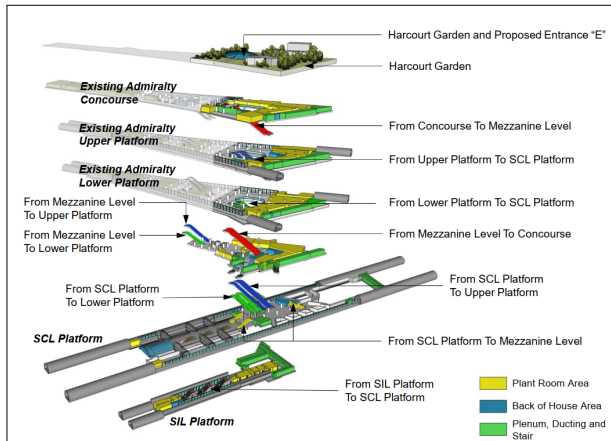 Harcourt Garden and Proposed Entrance "E"
Harcourt Garden
Existing Admiralty
Concourse
From Concourse To Mezzanine Level
Existing Admiralty
Upper Platform
From Upper Platform To SCL Platform
Existing Admiralty
Lower Platform
From Lower Platform To SCL Platform
From Mezzanine Level
To Upper Platform
From Mezzanine Level
To Lower Platform
From Mezzanine Level To Concourse
From SCL Platform
To Upper Platform
From SCL Platform
To Lower Platform
SCL Platform
From SCL Platform To Mezzanine Level
From SIL Platform
To SCL Platform
SIL Platform
Plant Room Area
Back of House Area
Plenum, Ducting and
Stair